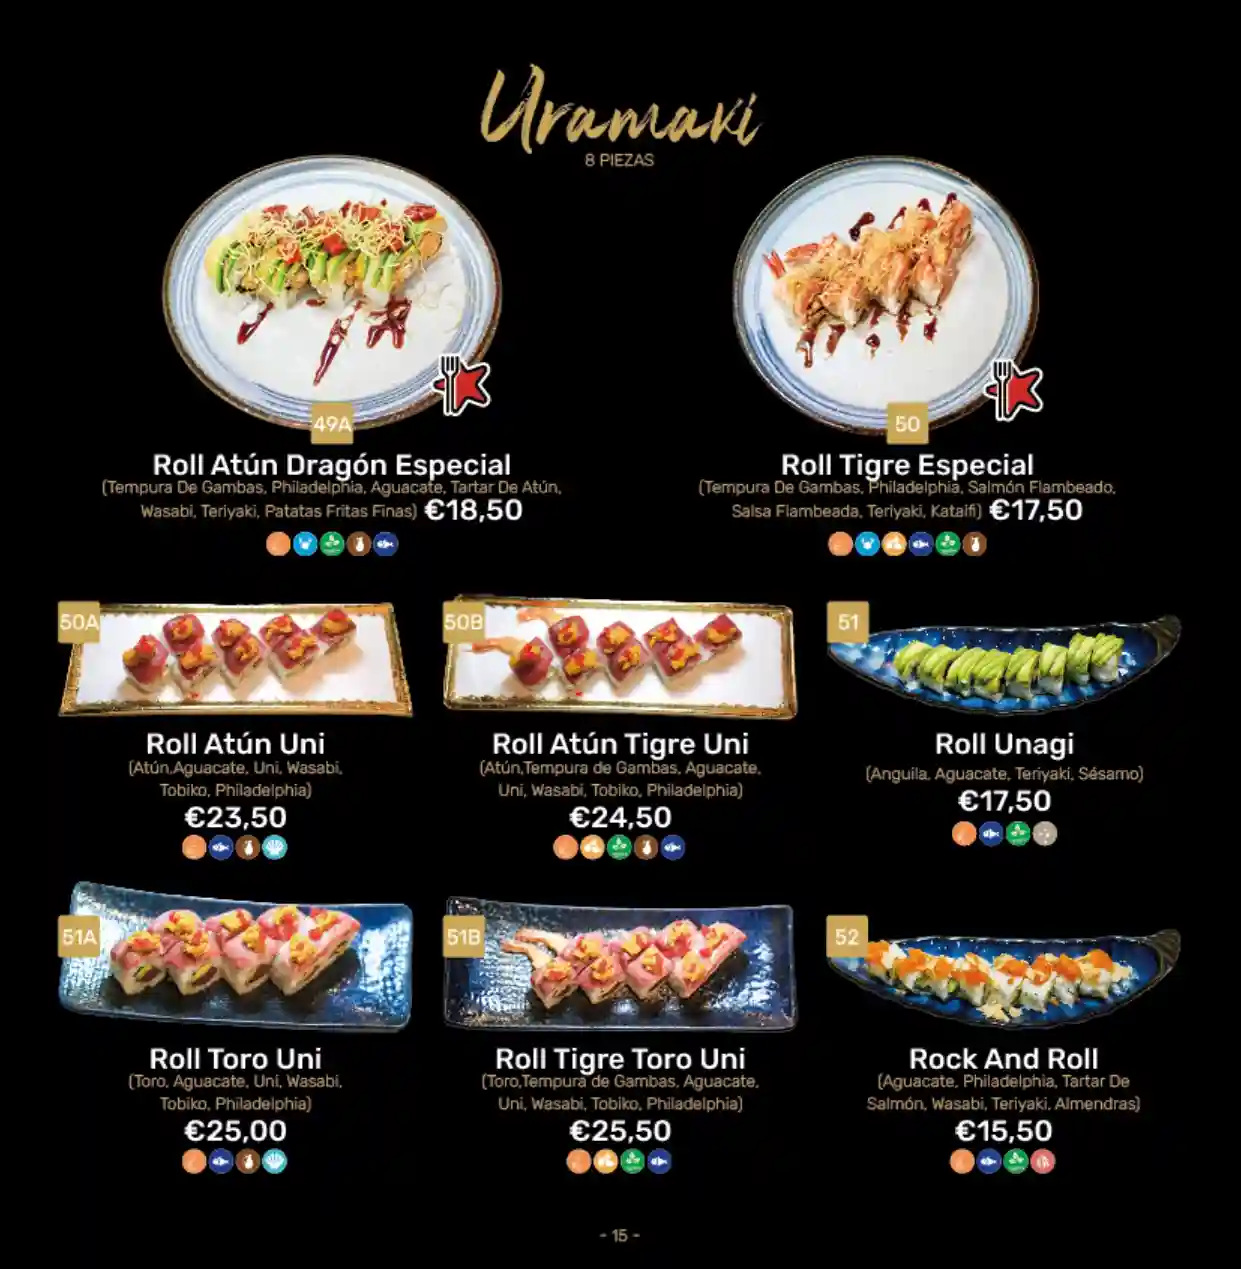 Uramaki
8 PIEZAS
49A
Roll Atún Dragón Especial
(Tempura De Gambas, Philadelphia, Aguacate, Tartar De Atún,
Wasabi, Teriyaki, Patatas Fritas Finas) €18,50
50
Roll Tigre Especial
(Tempura De Gambas, Philadelphia, Salmón Flambeado,
Salsa Flambeada, Teriyaki, Kataifi) €17,50
50A
Roll Atún Uni
(Atún,Aguacate, Uni, Wasabi,
Tobiko, Philadelphia)
€23,50
50B
Roll Atún Tigre Uni
(Atún,Tempura de Gambas, Aguacate,
Uni, Wasabi, Tobiko, Philadelphia)
€24,50
51
Roll Unagi
(Anguila, Aguacate, Teriyaki, Sésamo)
€17,50
51A
Roll Toro Uni
(Toro, Aguacate, Uni, Wasabi,
Tobiko, Philadelphia)
€25,00
51B
Roll Tigre Toro Uni
(Toro,Tempura de Gambas, Aguacate,
Uni, Wasabi, Tobiko, Philadelphia)
€25,50
52
Rock And Roll
(Aguacate, Philadelphia, Tartar De
Salmón, Wasabi, Teriyaki, Almendras)
€15,50
- 15 -